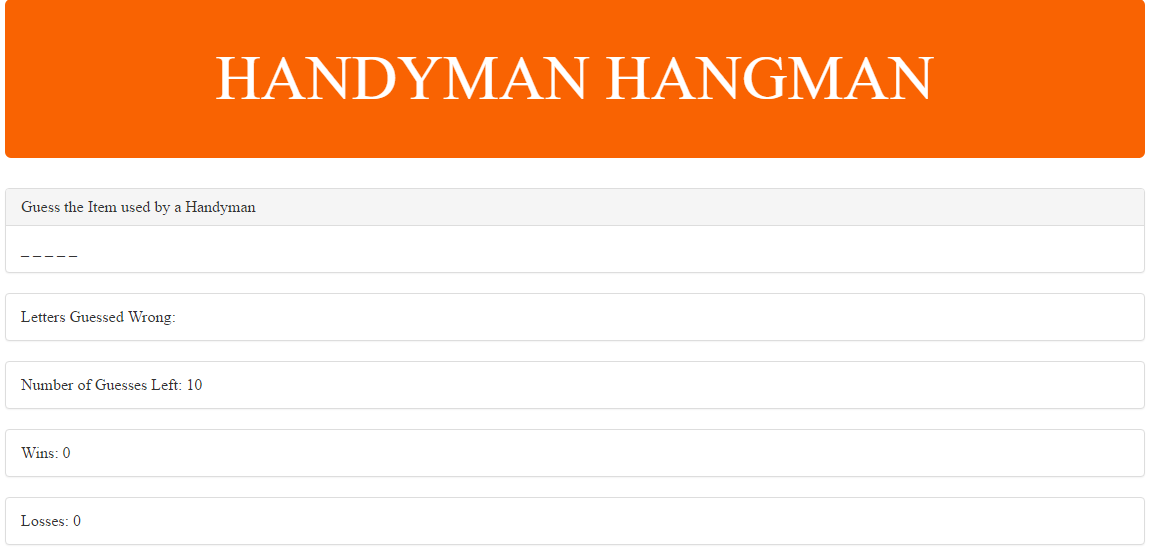 HANDYMAN HANGMAN
Guess the Item used by a Handyman
_ _ _ _ _
Letters Guessed Wrong:
Number of Guesses Left: 10
Wins: 0
Losses: 0